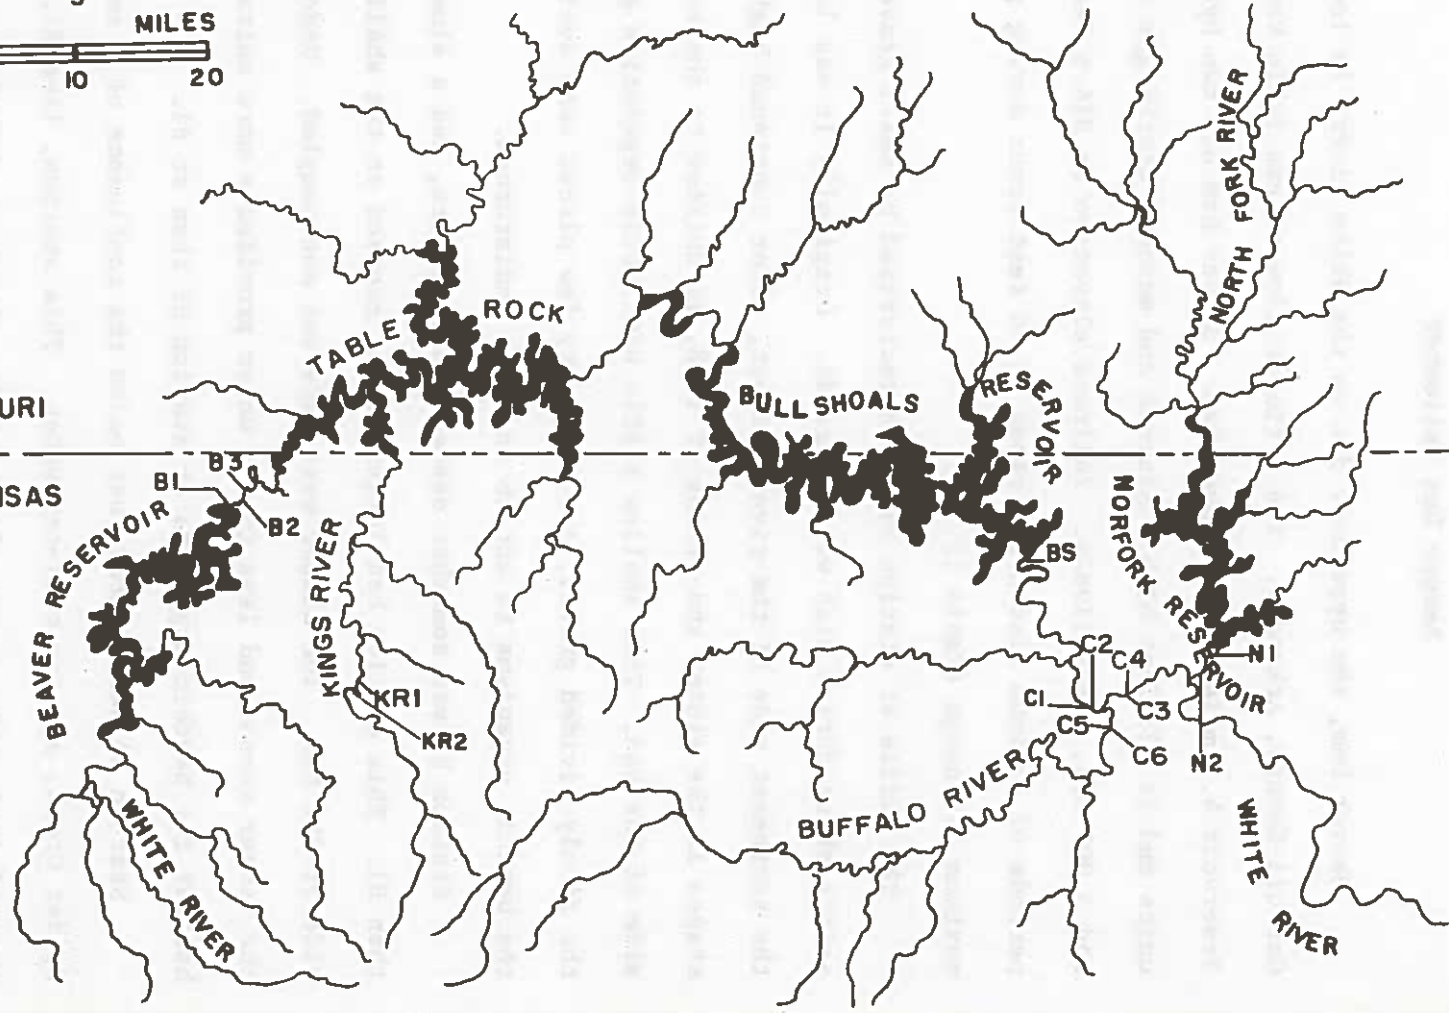 MILES
10 20
NORTH FORK RIVER
TABLE ROCK
URI
BULL SHOALS RESERVOIR
B3
B1
NSAS
B2
BEAVER RESERVOIR
KINGS RIVER
NORFORK RESERVOIR
BS
C2
C4
N1
KR1
C1
C3
C5
KR2
C6
N2
BUFFALO RIVER
WHITE RIVER
WHITE RIVER